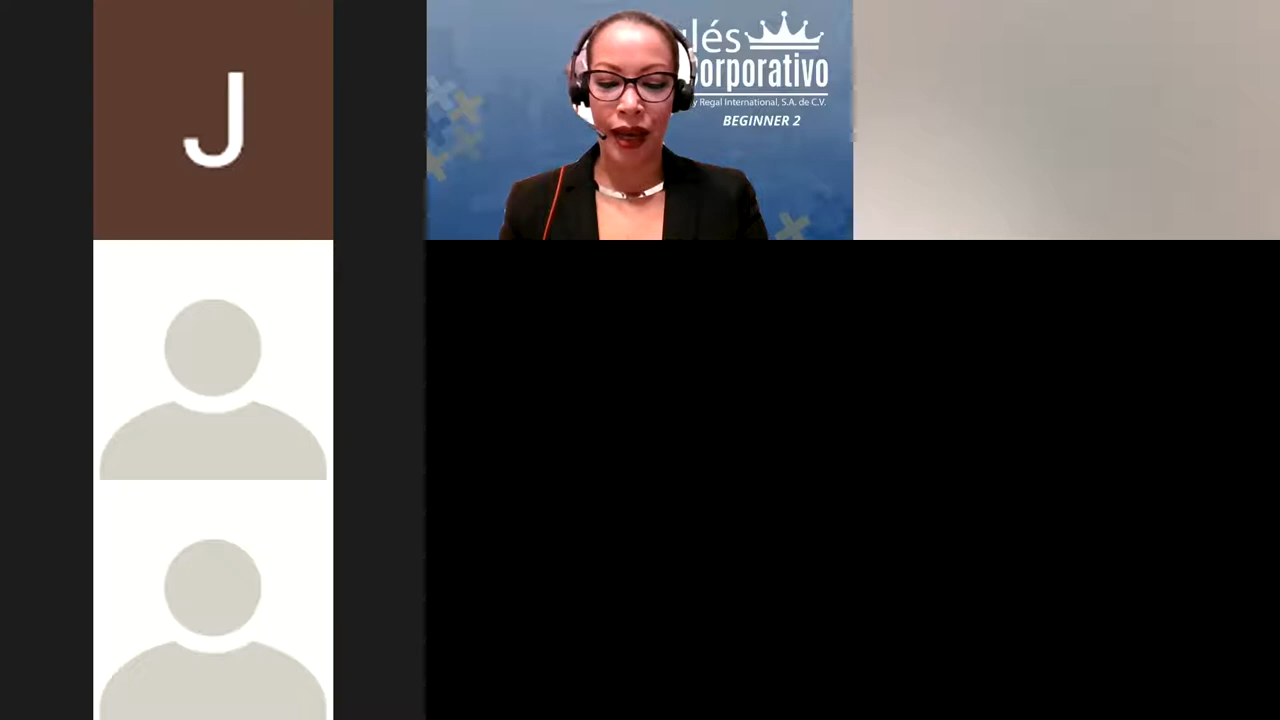 J
lés
orporativo
y Regal International, S.A. de C.V.
BEGINNER 2